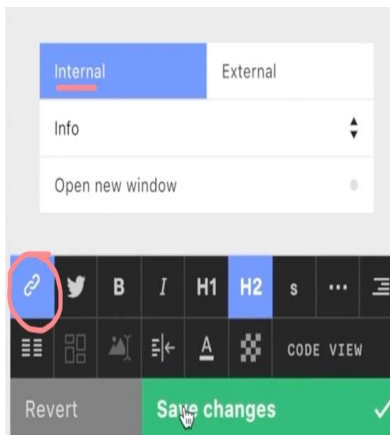 Internal External
Info
Open new window
B I H1 H2 S ...
A CODE VIEW
Revert Save changes